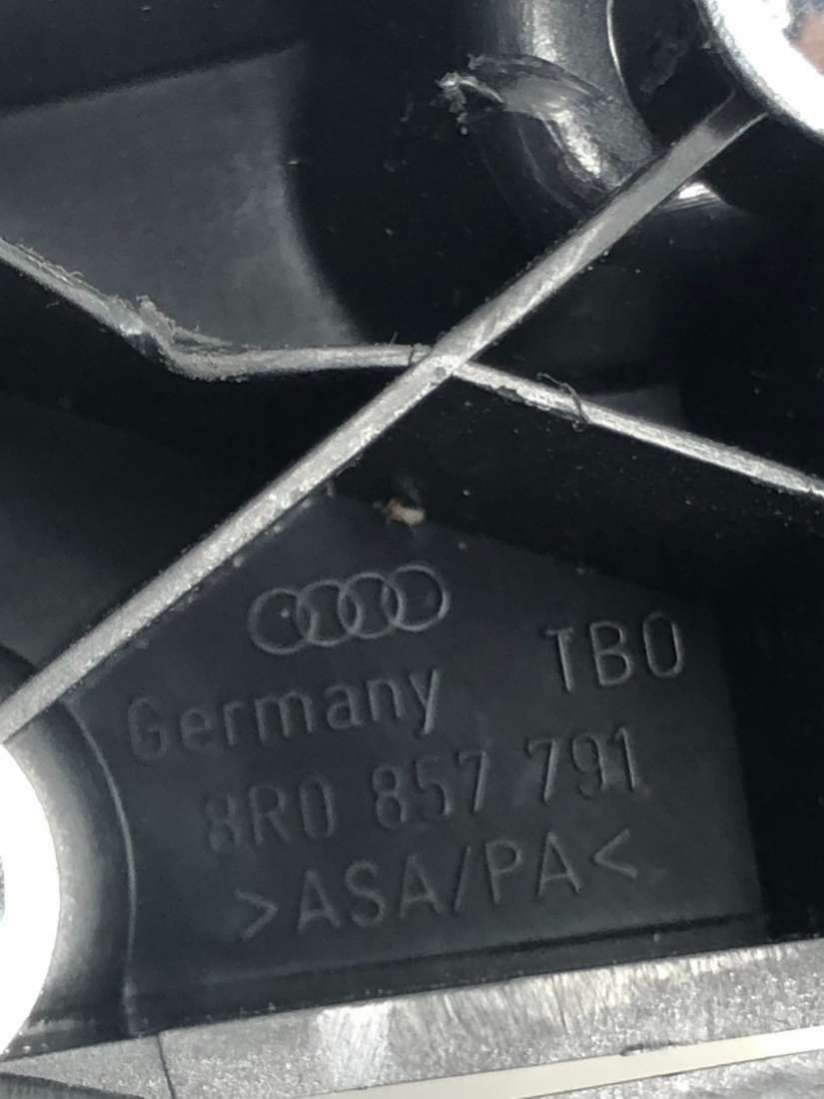 Germany TBO
8R0 857 791
>ASA/PA<